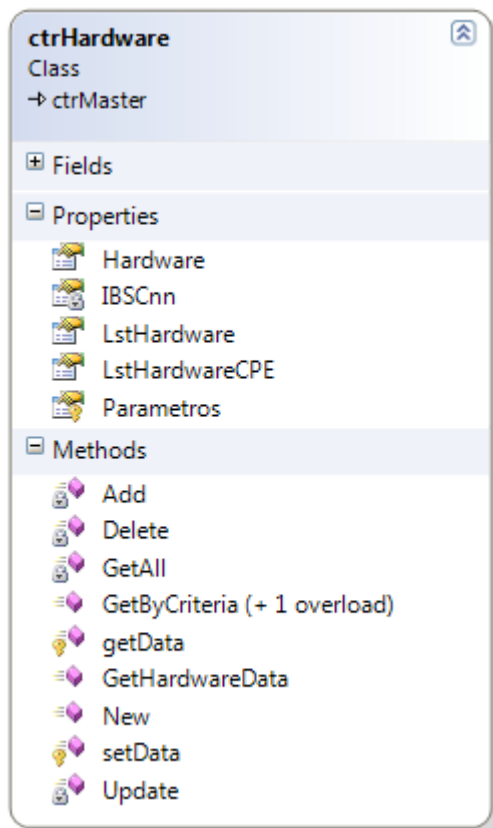 ctrHardware
Class
ctrMaster
Fields
Properties
Hardware
IBSCnn
LstHardware
LstHardwareCPE
Parametros
Methods
Add
Delete
GetAll
GetByCriteria (+ 1 overload)
getData
GetHardwareData
New
setData
Update